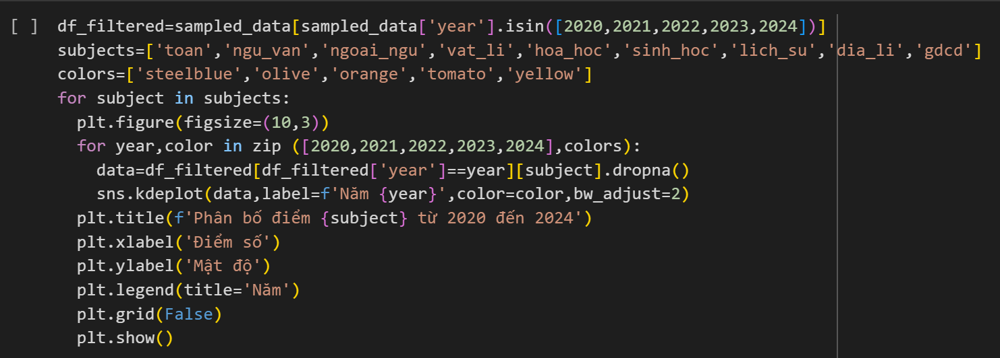 [ ] df_filtered=sampled_data[sampled_data['year'].isin([2020,2021,2022,2023,2024])]
subjects=['toan','ngu_van','ngoai_ngu','vat_li','hoa_hoc','sinh_hoc','lich_su','dia_li','gdcd']
colors=['steelblue','olive','orange','tomato','yellow']
for subject in subjects:
  plt.figure(figsize=(10,3))
  for year,color in zip ([2020,2021,2022,2023,2024],colors):
    data=df_filtered[df_filtered['year']==year][subject].dropna()
    sns.kdeplot(data,label=f'Năm {year}',color=color,bw_adjust=2)
  plt.title(f'Phân bố điểm {subject} từ 2020 đến 2024')
  plt.xlabel('Điểm số')
  plt.ylabel('Mật độ')
  plt.legend(title='Năm')
  plt.grid(False)
  plt.show()